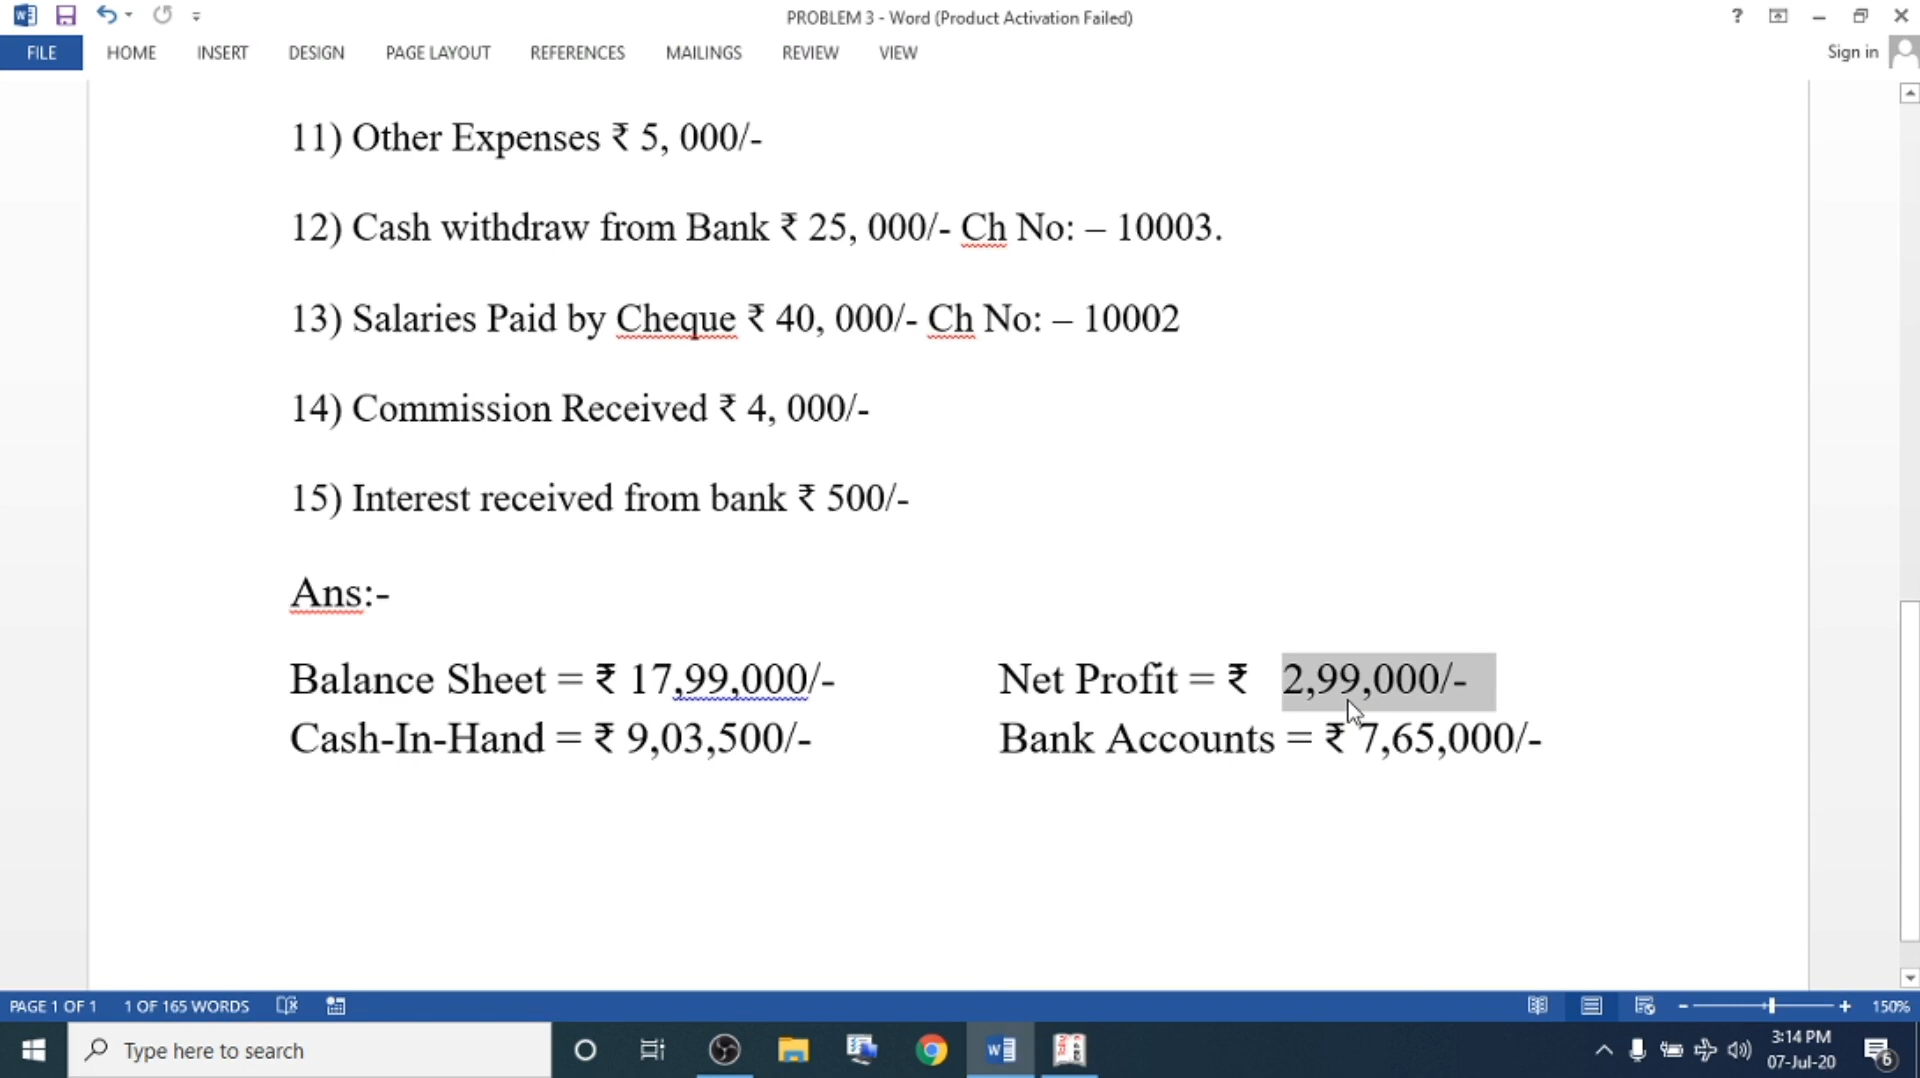 PROBLEM 3 - Word (Product Activation Failed)
FILE HOME INSERT DESIGN PAGE LAYOUT REFERENCES MAILINGS REVIEW VIEW Sign in
11) Other Expenses ₹ 5, 000/-
12) Cash withdraw from Bank ₹ 25, 000/- Ch No: – 10003.
13) Salaries Paid by Cheque ₹ 40, 000/- Ch No: – 10002
14) Commission Received ₹ 4, 000/-
15) Interest received from bank ₹ 500/-
Ans:-
Balance Sheet = ₹ 17,99,000/- Net Profit = ₹ 2,99,000/-
Cash-In-Hand = ₹ 9,03,500/- Bank Accounts = ₹ 7,65,000/-
PAGE 1 OF 1 1 OF 165 WORDS 150%
Type here to search 3:14 PM
07-Jul-20 6